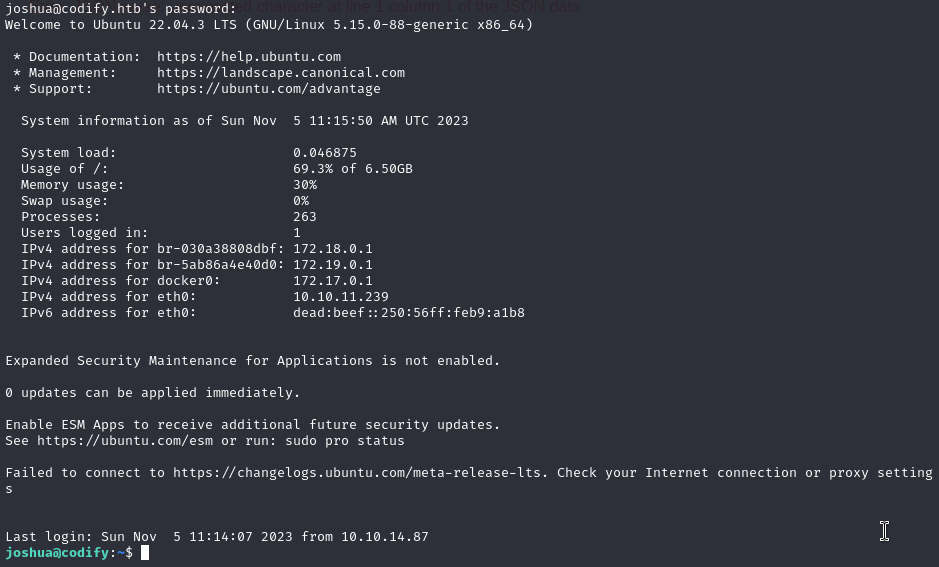 joshua@codify.htb's password:
character at line 1 column 1 of the JSON data
Welcome to Ubuntu 22.04.3 LTS (GNU/Linux 5.15.0-88-generic x86_64)
 * Documentation:  https://help.ubuntu.com
 * Management:     https://landscape.canonical.com
 * Support:        https://ubuntu.com/advantage
  System information as of Sun Nov  5 11:15:50 AM UTC 2023
  System load:                      0.046875
  Usage of /:                       69.3% of 6.50GB
  Memory usage:                     30%
  Swap usage:                       0%
  Processes:                        263
  Users logged in:                  1
  IPv4 address for br-030a38808dbf: 172.18.0.1
  IPv4 address for br-5ab86a4e40d0: 172.19.0.1
  IPv4 address for docker0:         172.17.0.1
  IPv4 address for eth0:            10.10.11.239
  IPv6 address for eth0:            dead:beef::250:56ff:feb9:a1b8
Expanded Security Maintenance for Applications is not enabled.
0 updates can be applied immediately.
Enable ESM Apps to receive additional future security updates.
See https://ubuntu.com/esm or run: sudo pro status
Failed to connect to https://changelogs.ubuntu.com/meta-release-lts. Check your Internet connection or proxy setting
s
Last login: Sun Nov  5 11:14:07 2023 from 10.10.14.87
joshua@codify:~$